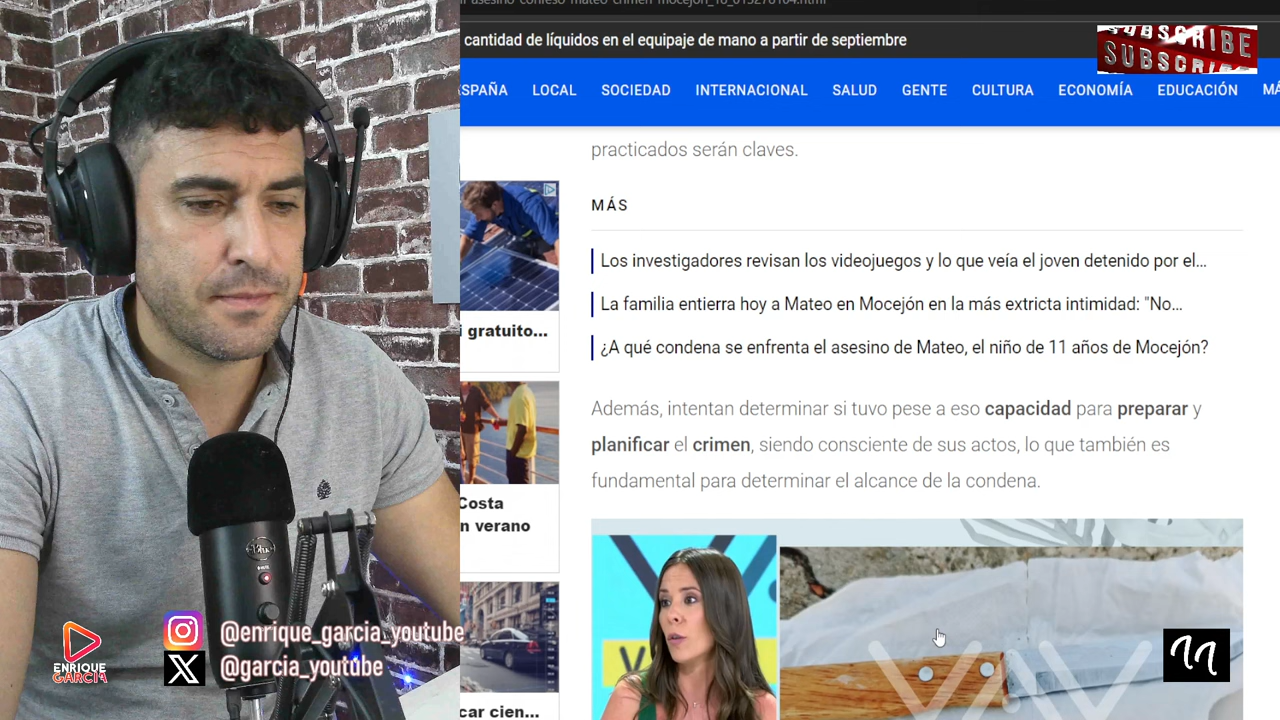 cantidad de líquidos en el equipaje de mano a partir de septiembre
SUBSCRIBE
SUBSCRIBE
SPAÑA LOCAL SOCIEDAD INTERNACIONAL SALUD GENTE CULTURA ECONOMÍA EDUCACIÓN MÁ
practicados serán claves.
MÁS
Los investigadores revisan los videojuegos y lo que veía el joven detenido por el...
La familia entierra hoy a Mateo en Mocejón en la más extricta intimidad: "No...
¿A qué condena se enfrenta el asesino de Mateo, el niño de 11 años de Mocejón?
Además, intentan determinar si tuvo pese a eso capacidad para preparar y
planificar el crimen, siendo consciente de sus actos, lo que también es
fundamental para determinar el alcance de la condena.
i gratuito...
Costa
n verano
car cien...
blue
@enrique_garcia_youtube
@garcia_youtube
ENRIQUE
GARCIA